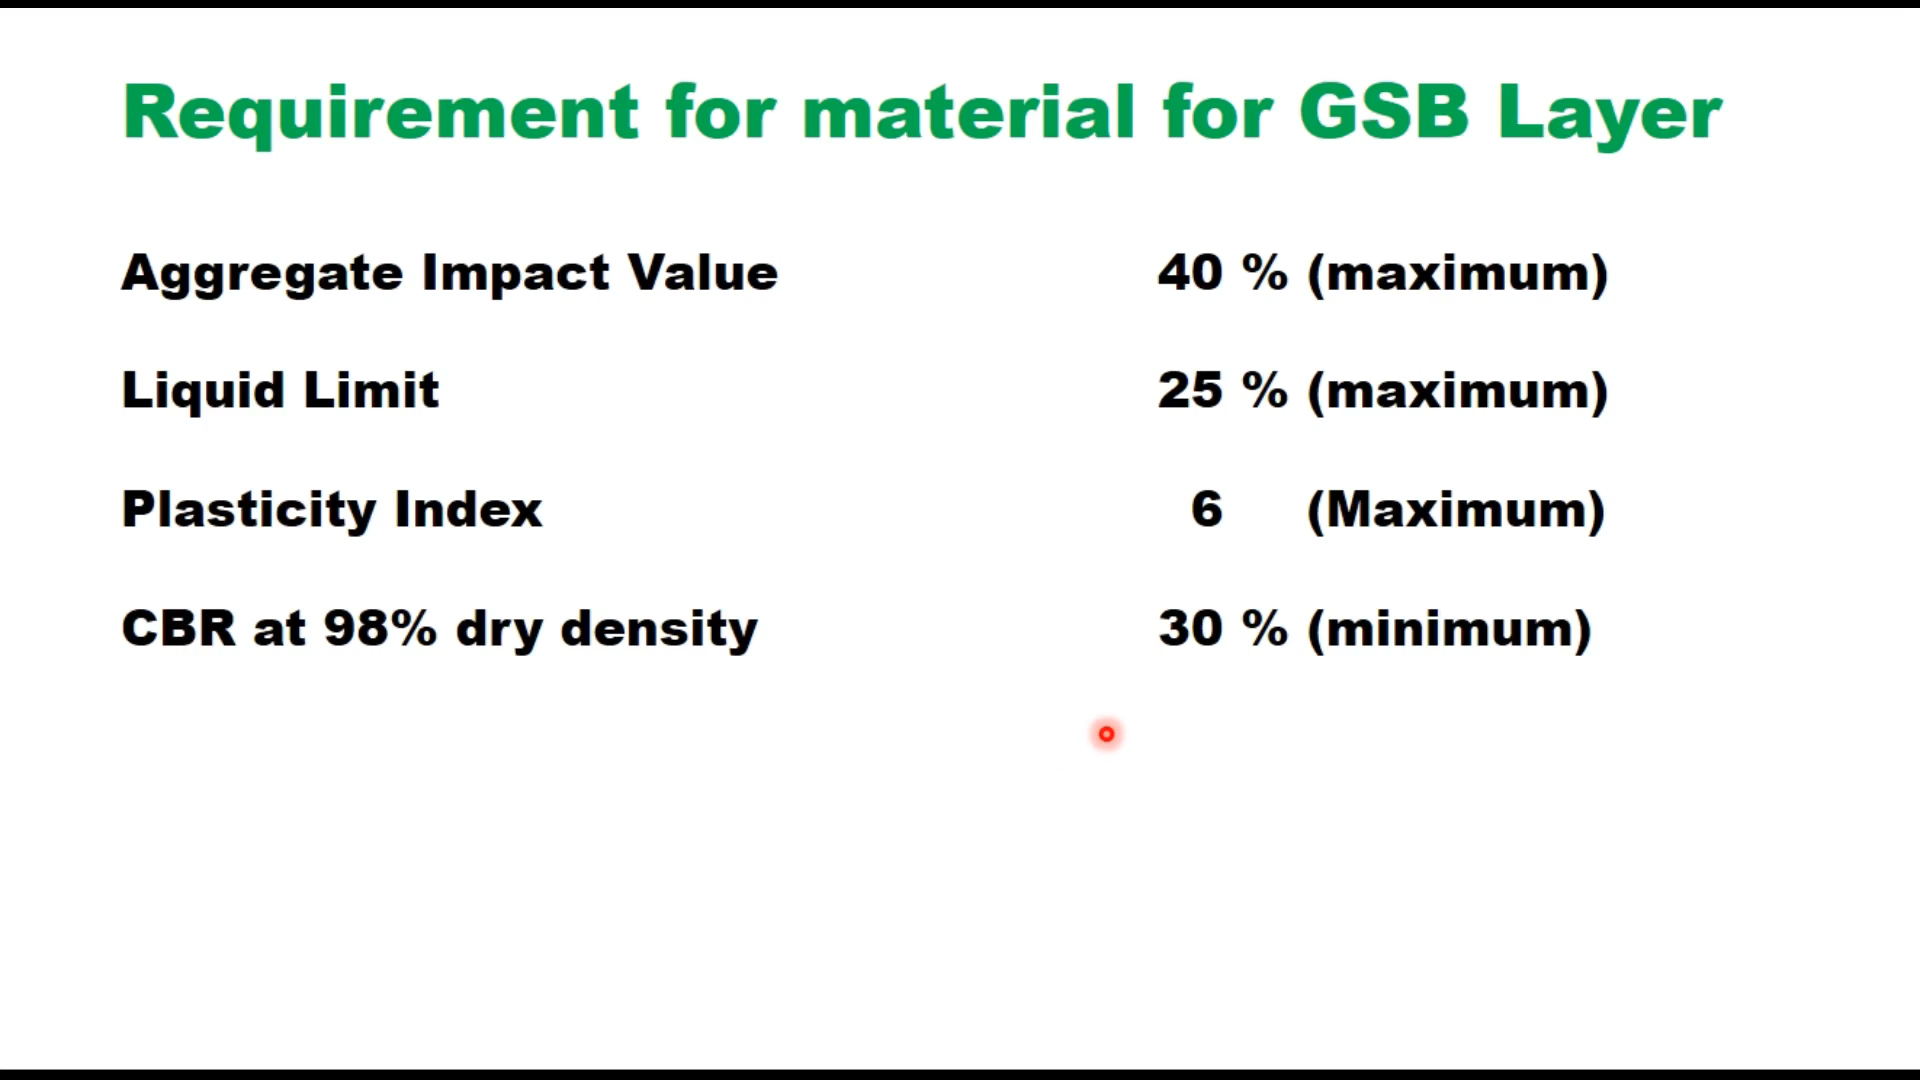 Requirement for material for GSB Layer
Aggregate Impact Value 40 % (maximum)
Liquid Limit 25 % (maximum)
Plasticity Index 6 (Maximum)
CBR at 98% dry density 30 % (minimum)